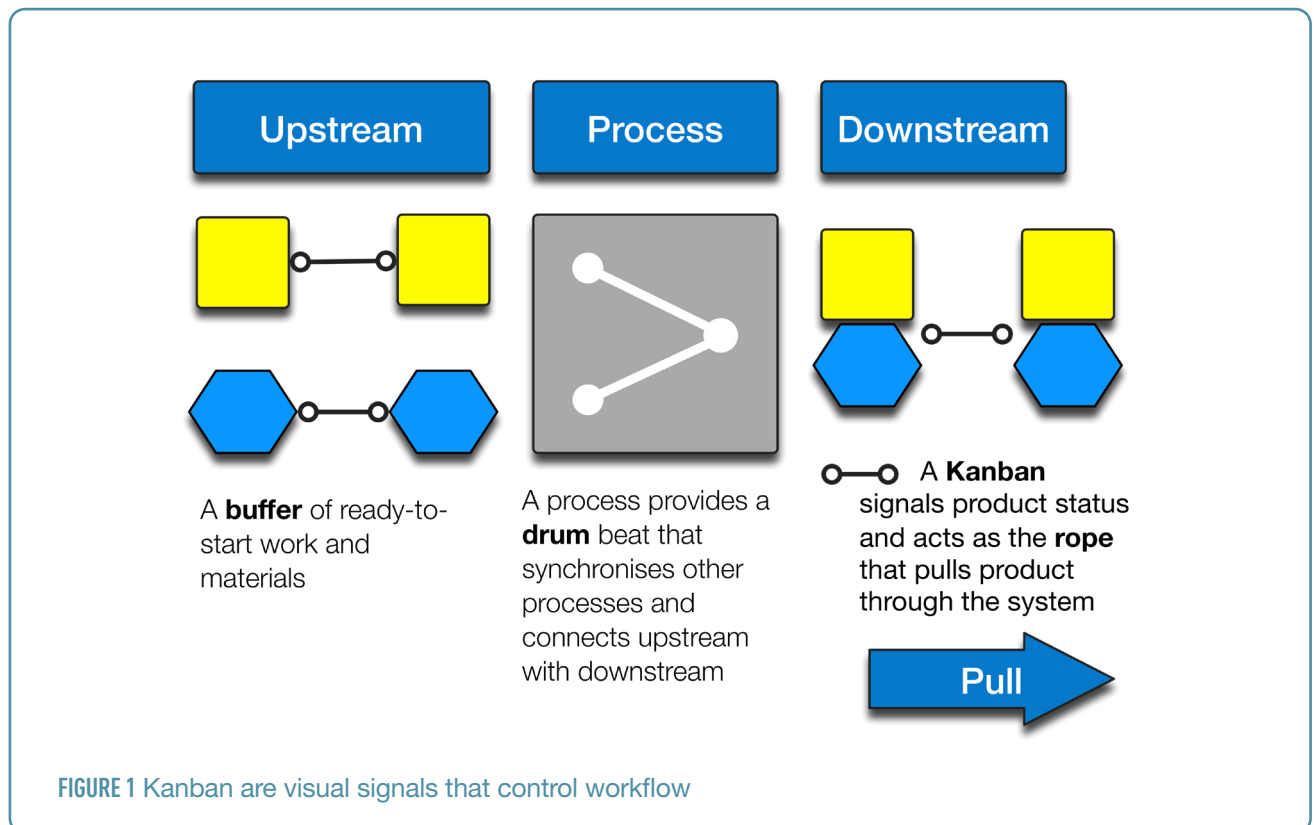 Upstream
Process
Downstream
A buffer of ready-to-
start work and
materials
A process provides a
drum beat that
synchronises other
processes and
connects upstream
with downstream
A Kanban
signals product status
and acts as the rope
that pulls product
through the system
Pull
FIGURE 1 Kanban are visual signals that control workflow